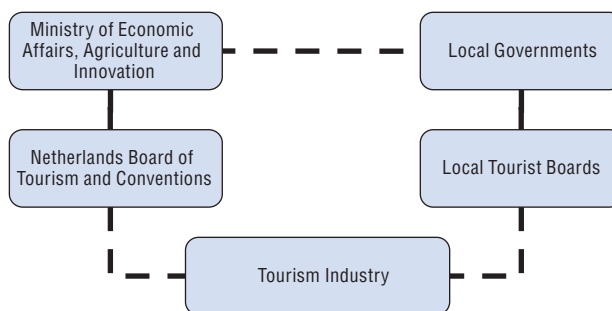 Ministry of Economic
Affairs, Agriculture and
Innovation
Local Governments
Netherlands Board of
Tourism and Conventions
Local Tourist Boards
Tourism Industry